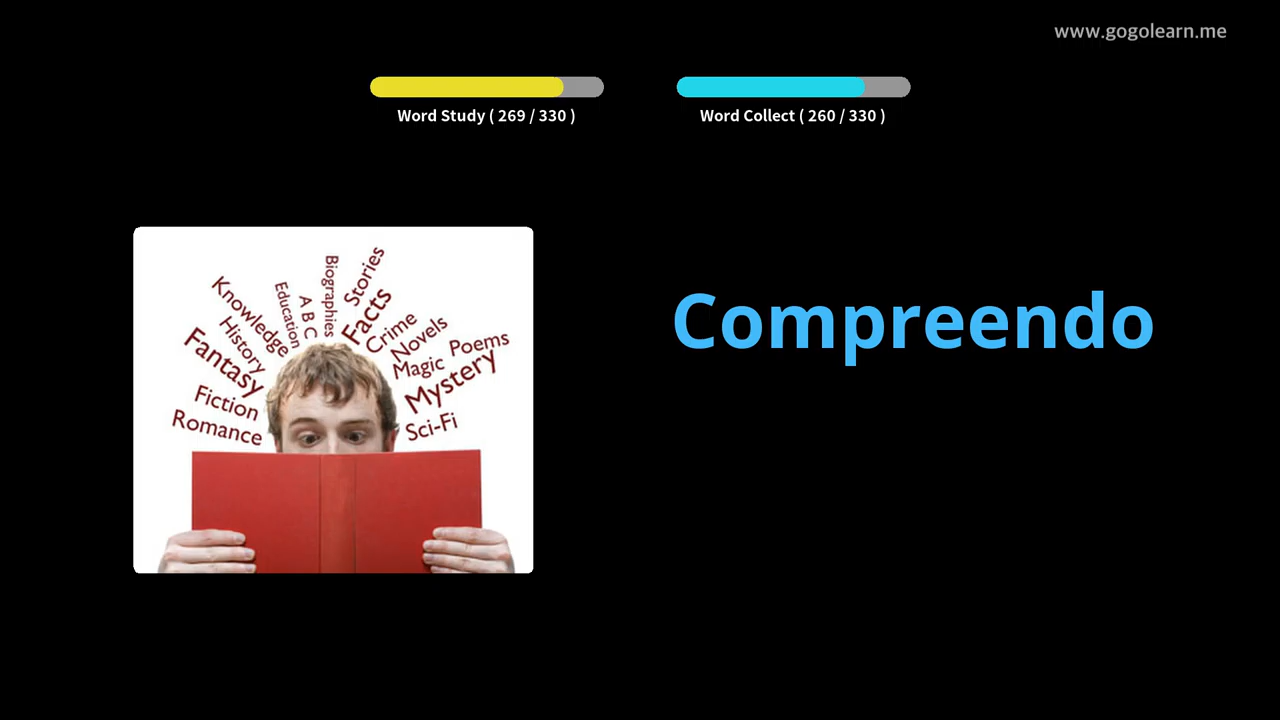 www.gogolearn.me
Word Study ( 269 / 330 )
Word Collect ( 260 / 330 )
Compreendo
Knowledge
Education
A B C
Biographies
Stories
Facts
Crime
Novels
Poems
Magic
Mystery
Sci-Fi
History
Fantasy
Fiction
Romance